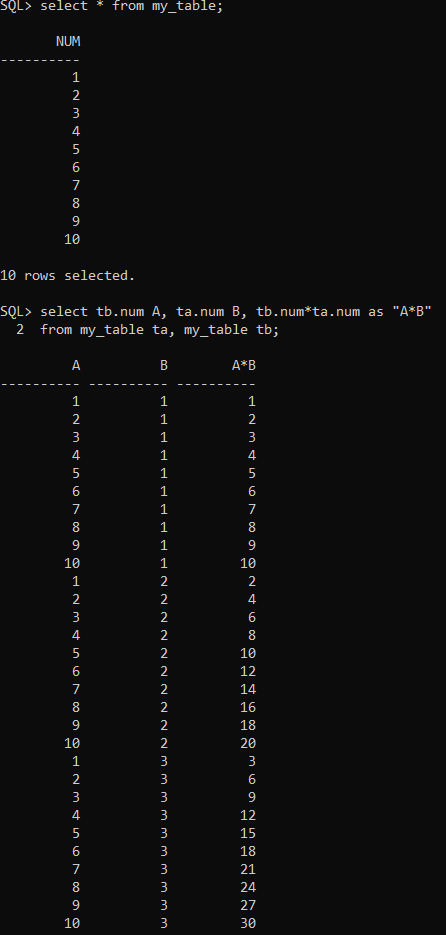 SQL> select * from my_table;
NUM
----------
1
2
3
4
5
6
7
8
9
10
10 rows selected.
SQL> select tb.num A, ta.num B, tb.num*ta.num as "A*B"
2 from my_table ta, my_table tb;
A B A*B
---------- ---------- ----------
1 1 1
2 1 2
3 1 3
4 1 4
5 1 5
6 1 6
7 1 7
8 1 8
9 1 9
10 1 10
1 2 2
2 2 4
3 2 6
4 2 8
5 2 10
6 2 12
7 2 14
8 2 16
9 2 18
10 2 20
1 3 3
2 3 6
3 3 9
4 3 12
5 3 15
6 3 18
7 3 21
8 3 24
9 3 27
10 3 30